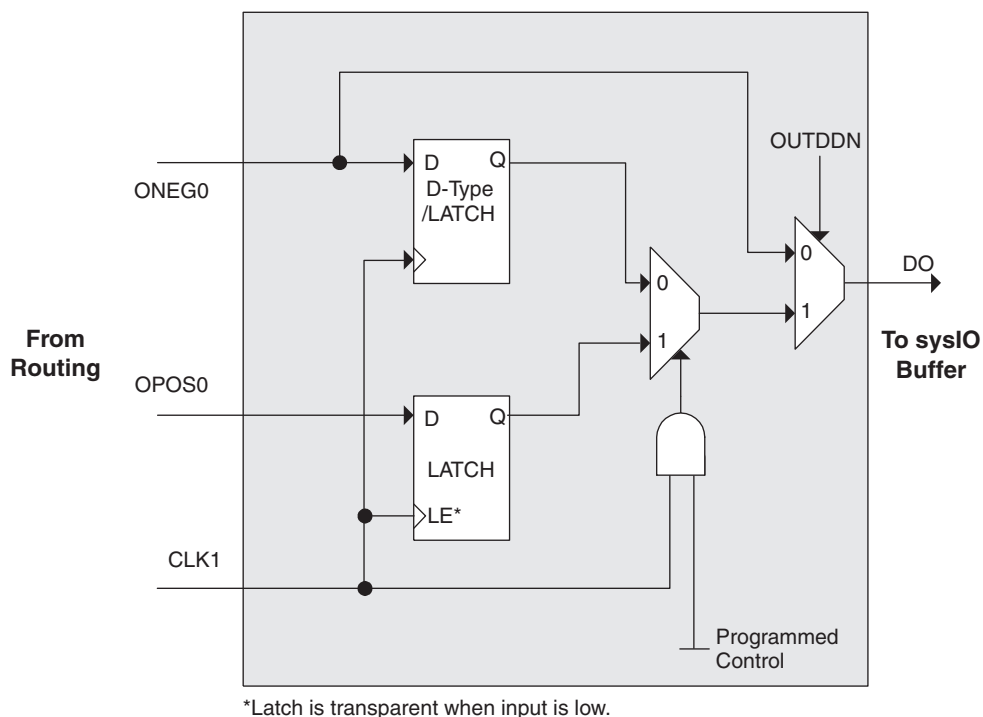 OUTDDN
ONEG0
D Q
D-Type
/LATCH
0
1
0
1
DO
From
Routing
To sysIO
Buffer
OPOS0
D Q
LATCH
LE*
CLK1
Programmed
Control
*Latch is transparent when input is low.